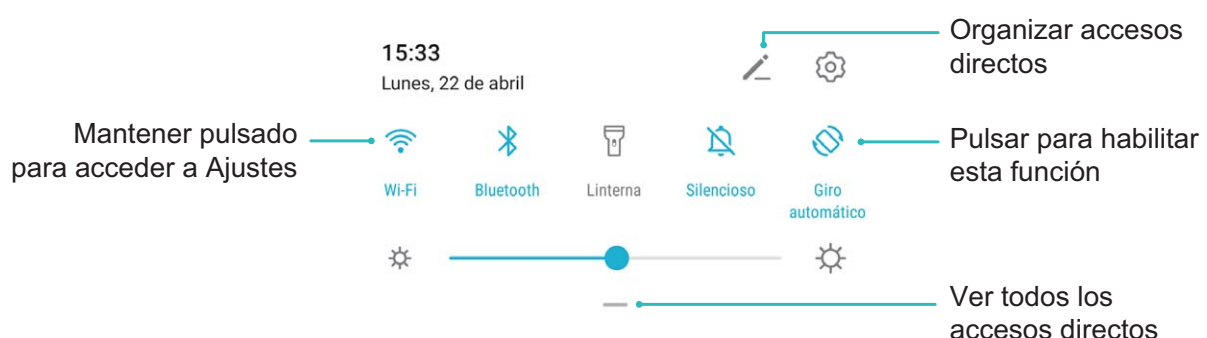 Organizar accesos
directos
15:33
Lunes, 22 de abril
Mantener pulsado
para acceder a Ajustes
Pulsar para habilitar
esta función
Wi-Fi
Bluetooth
Linterna
Silencioso
Giro
automático
Ver todos los
accesos directos